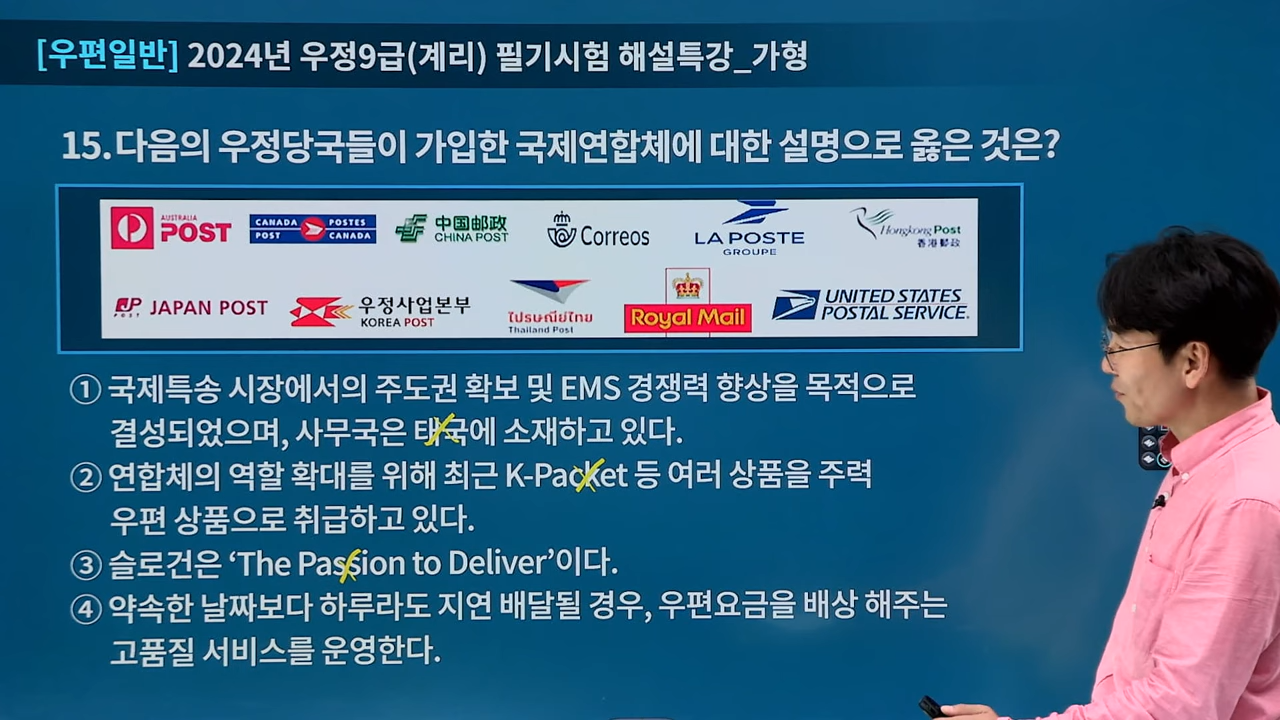 [우편일반] 2024년 우정9급(계리) 필기시험 해설특강_가형
15. 다음의 우정당국들이 가입한 국제연합체에 대한 설명으로 옳은 것은?
AUSTRALIA
POST
CANADA POSTES
POST CANADA
中国邮政
CHINA POST
Correos
LA POSTE
GROUPE
Hongkong Post
香港郵政
JP
POST
JAPAN POST
우정사업본부
KOREA POST
ไปรษณีย์ไทย
Thailand Post
Royal Mail
UNITED STATES
POSTAL SERVICE.
① 국제특송 시장에서의 주도권 확보 및 EMS 경쟁력 향상을 목적으로
결성되었으며, 사무국은 태국에 소재하고 있다.
② 연합체의 역할 확대를 위해 최근 K-Packet 등 여러 상품을 주력
우편 상품으로 취급하고 있다.
③ 슬로건은 ‘The Passion to Deliver’이다.
④ 약속한 날짜보다 하루라도 지연 배달될 경우, 우편요금을 배상 해주는
고품질 서비스를 운영한다.